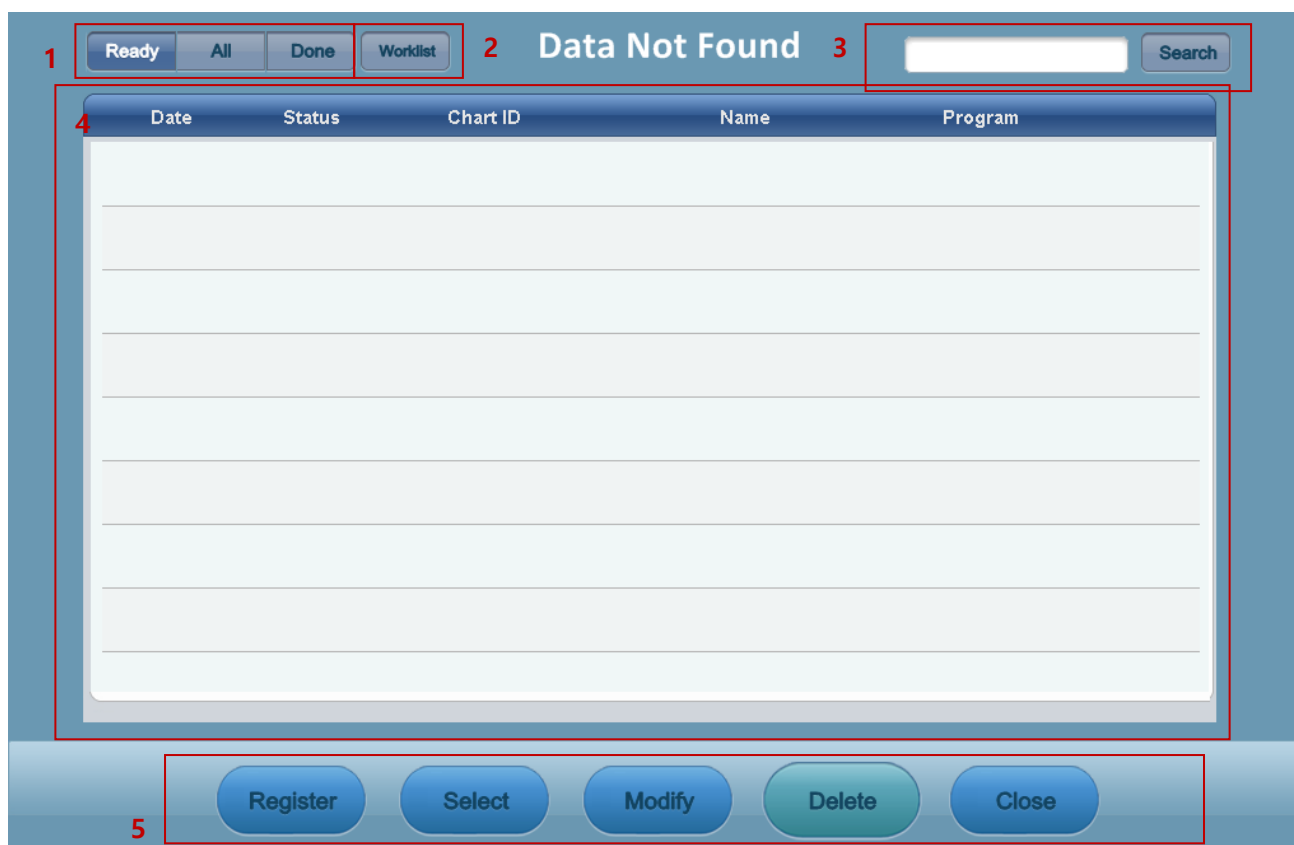 1 Ready All Done Worklist 2 Data Not Found 3 Search
4 Date Status Chart ID Name Program
5 Register Select Modify Delete Close